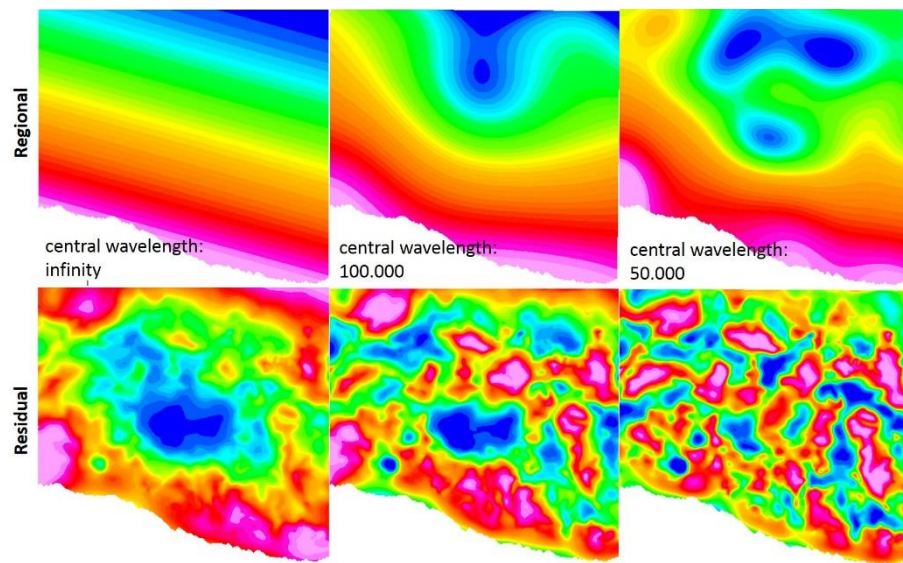 Regional
central wavelength:
infinity
central wavelength:
100.000
central wavelength:
50.000
Residual